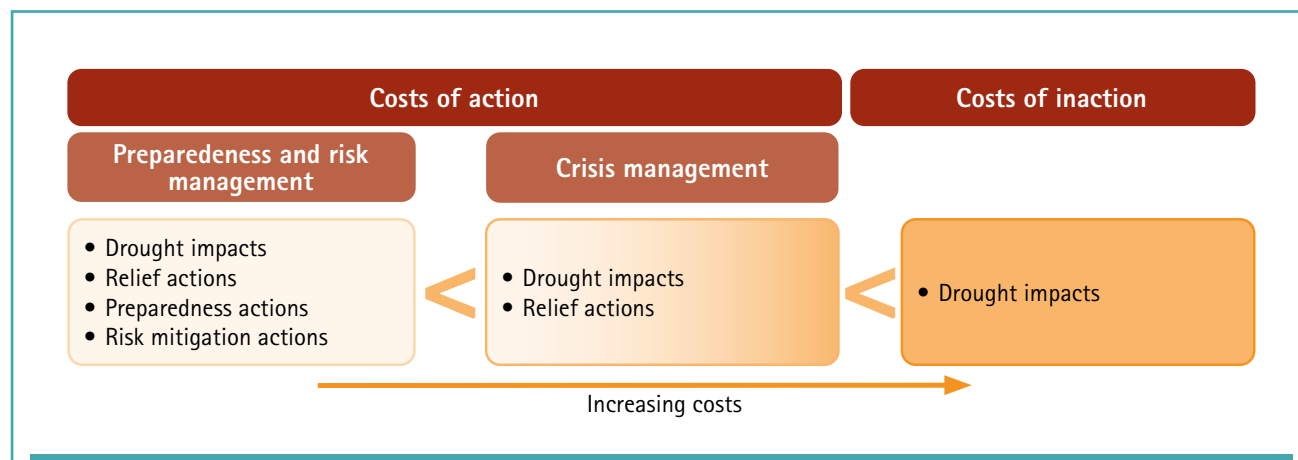 Costs of action
Costs of inaction
Preparedeness and risk
management
Crisis management
• Drought impacts
• Relief actions
• Preparedness actions
• Risk mitigation actions
<
• Drought impacts
• Relief actions
<
• Drought impacts
Increasing costs